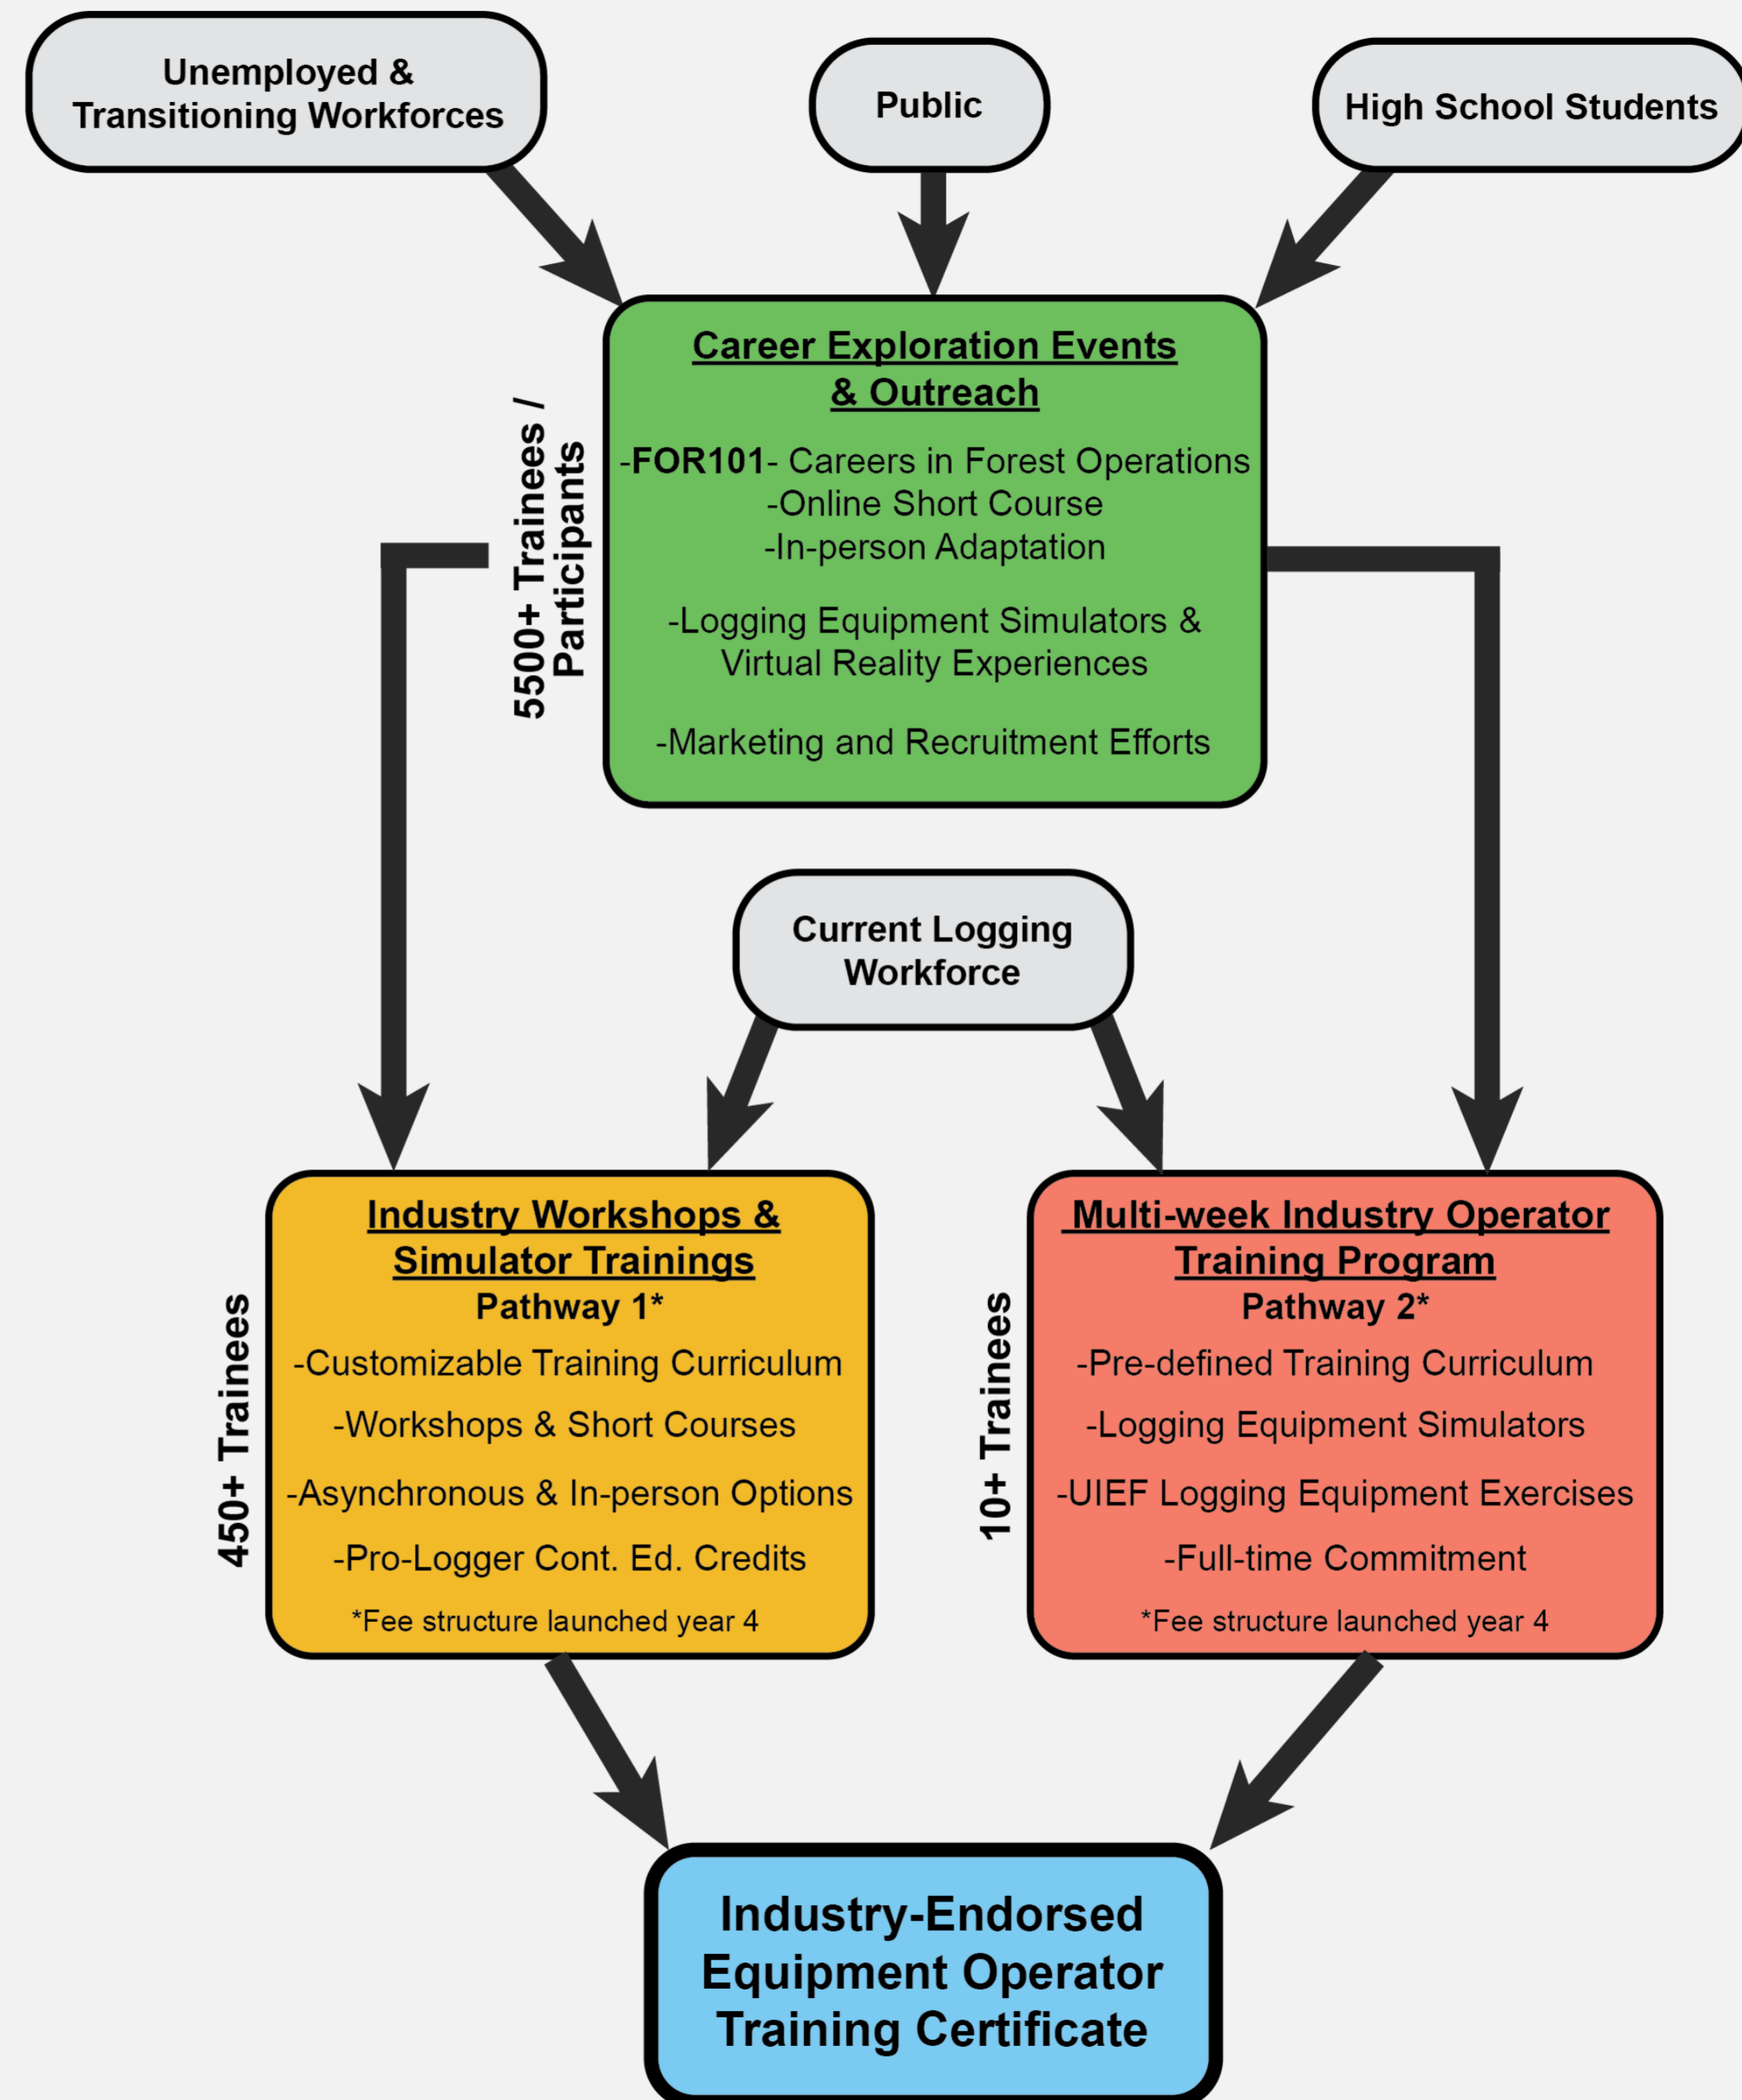 Unemployed &
Transitioning Workforces
Public
High School Students
Career Exploration Events
& Outreach
-FOR101- Careers in Forest Operations
-Online Short Course
-In-person Adaptation
-Logging Equipment Simulators &
Virtual Reality Experiences
-Marketing and Recruitment Efforts
5500+ Trainees /
Participants
Current Logging
Workforce
Industry Workshops &
Simulator Trainings
Pathway 1*
-Customizable Training Curriculum
-Workshops & Short Courses
-Asynchronous & In-person Options
-Pro-Logger Cont. Ed. Credits
*Fee structure launched year 4
450+ Trainees
Multi-week Industry Operator
Training Program
Pathway 2*
-Pre-defined Training Curriculum
-Logging Equipment Simulators
-UIEF Logging Equipment Exercises
-Full-time Commitment
*Fee structure launched year 4
10+ Trainees
Industry-Endorsed
Equipment Operator
Training Certificate